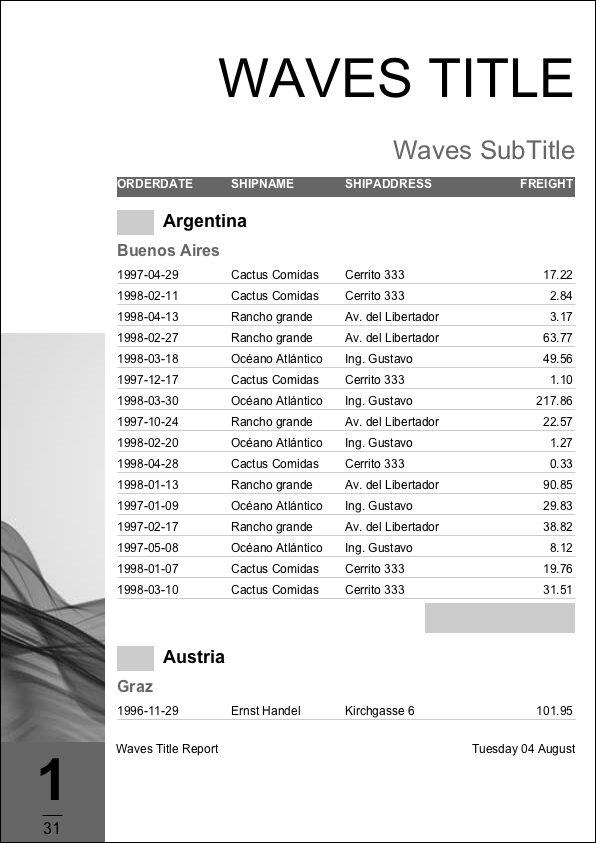 WAVES TITLE
Waves SubTitle
ORDERDATE SHIPNAME SHIPADDRESS FREIGHT
Argentina
Buenos Aires
1997-04-29 Cactus Comidas Cerrito 333 17.22
1998-02-11 Cactus Comidas Cerrito 333 2.84
1998-04-13 Rancho grande Av. del Libertador 3.17
1998-02-27 Rancho grande Av. del Libertador 63.77
1998-03-18 Océano Atlántico Ing. Gustavo 49.56
1997-12-17 Cactus Comidas Cerrito 333 1.10
1998-03-30 Océano Atlántico Ing. Gustavo 217.86
1997-10-24 Rancho grande Av. del Libertador 22.57
1998-02-20 Océano Atlántico Ing. Gustavo 1.27
1998-04-28 Cactus Comidas Cerrito 333 0.33
1998-01-13 Rancho grande Av. del Libertador 90.85
1997-01-09 Océano Atlántico Ing. Gustavo 29.83
1997-02-17 Rancho grande Av. del Libertador 38.82
1997-05-08 Océano Atlántico Ing. Gustavo 8.12
1998-01-07 Cactus Comidas Cerrito 333 19.76
1998-03-10 Cactus Comidas Cerrito 333 31.51
Austria
Graz
1996-11-29 Ernst Handel Kirchgasse 6 101.95
Waves Title Report Tuesday 04 August
1
31